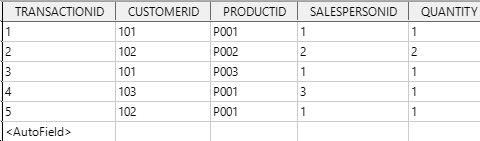 TRANSACTIONID CUSTOMERID PRODUCTID SALESPERSONID QUANTITY
1 101 P001 1 1
2 102 P002 2 2
3 101 P003 1 1
4 103 P001 3 1
5 102 P001 1 1
<AutoField>